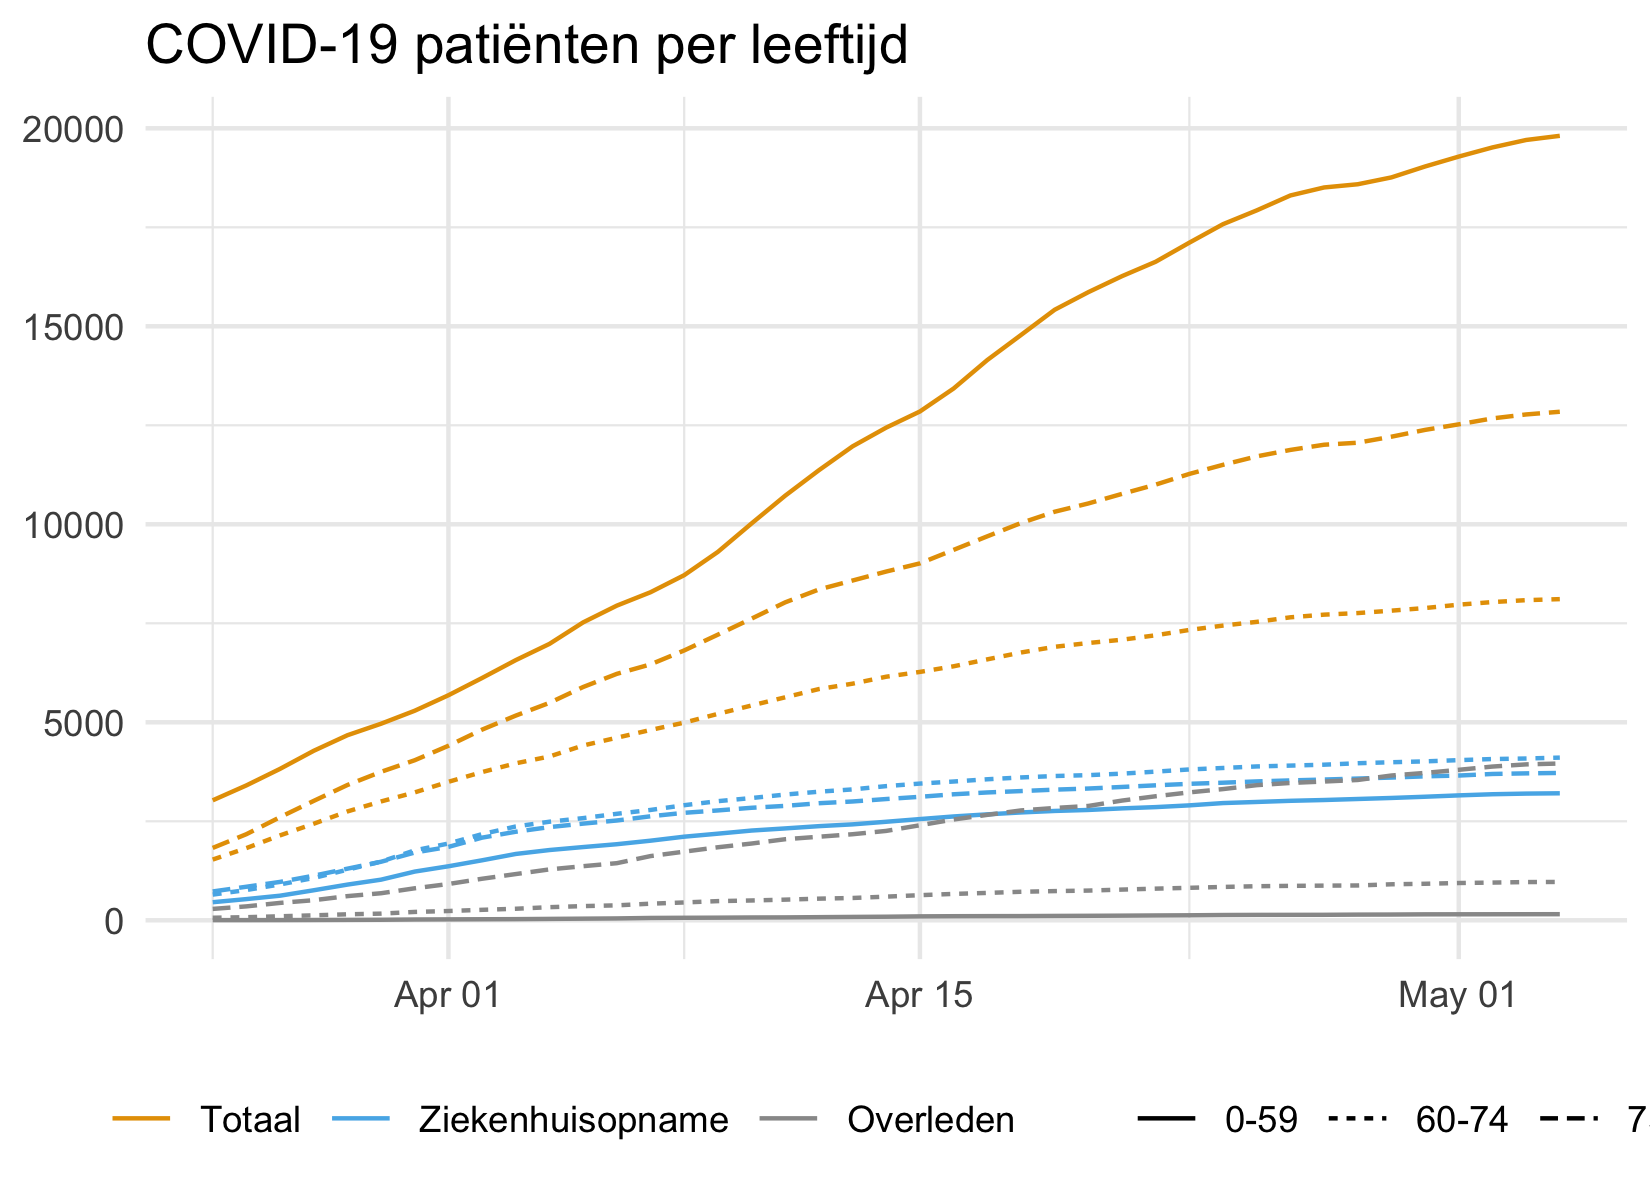 COVID-19 patiënten per leeftijd
20000
15000
10000
5000
0
Apr 01 Apr 15 May 01
Totaal Ziekenhuisopname Overleden 0-59 60-74